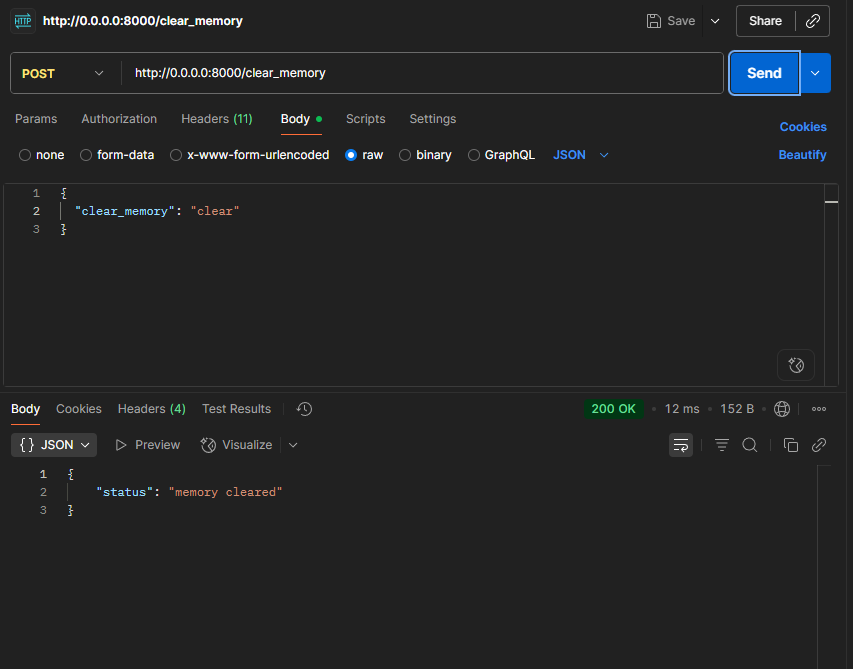 HTTP http://0.0.0.0:8000/clear_memory Save Share
POST http://0.0.0.0:8000/clear_memory Send
Params Authorization Headers (11) Body Scripts Settings Cookies
none form-data x-www-form-urlencoded raw binary GraphQL JSON Beautify
1 {
2 "clear_memory": "clear"
3 }
Body Cookies Headers (4) Test Results 200 OK • 12 ms • 152 B •
{} JSON Preview Visualize
1 {
2 "status": "memory cleared"
3 }